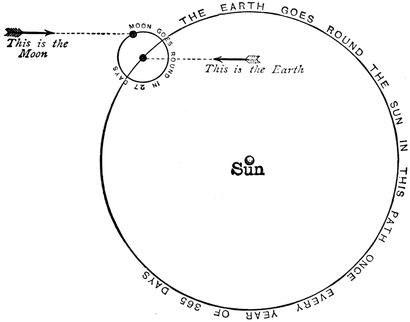 THE EARTH GOES ROUND THE SUN IN THIS PATH ONCE EVERY YEAR OF 365 DAYS
MOON GOES ROUND IN 27 DAYS
This is the
Moon
This is the Earth
Sun